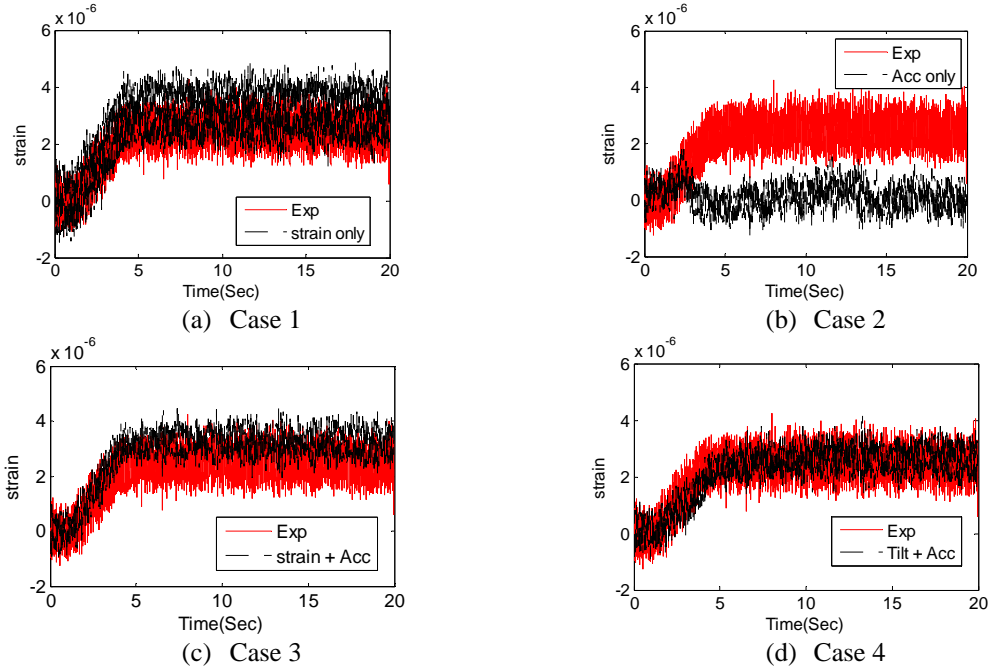 x 10^-6
6
4
2
0
-2
strain
0 5 10 15 20
Time(Sec)
Exp
strain only
(a) Case 1
x 10^-6
6
4
2
0
-2
strain
0 5 10 15 20
Time(Sec)
Exp
Acc only
(b) Case 2
x 10^-6
6
4
2
0
-2
strain
0 5 10 15 20
Time(Sec)
Exp
strain + Acc
(c) Case 3
x 10^-6
6
4
2
0
-2
strain
0 5 10 15 20
Time(Sec)
Exp
Tilt + Acc
(d) Case 4